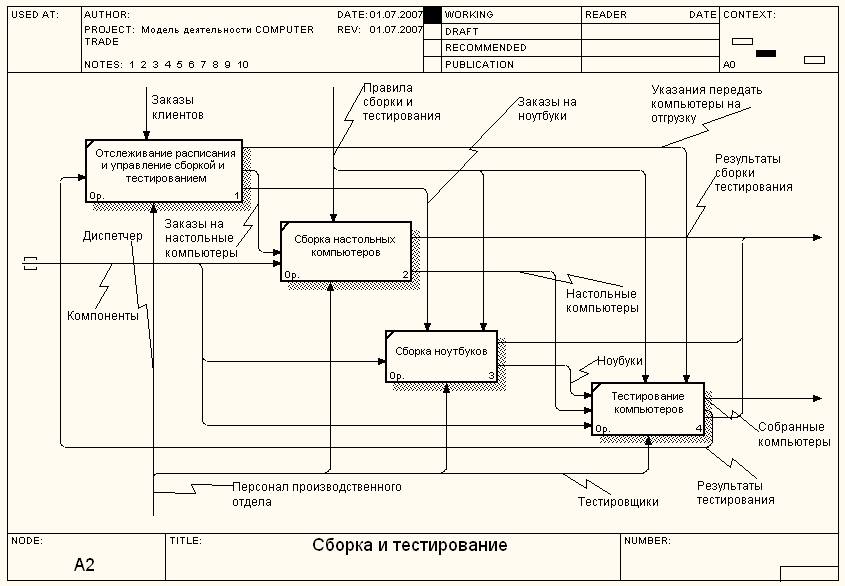 USED AT:
AUTHOR:
DATE: 01.07.2007
PROJECT: Модель деятельности COMPUTER
TRADE
REV: 01.07.2007
NOTES: 1 2 3 4 5 6 7 8 9 10
WORKING
DRAFT
RECOMMENDED
PUBLICATION
READER
DATE
CONTEXT:
A0
Заказы
клиентов
Правила
сборки и
тестирования
Заказы на
ноутбуки
Указания передать
компьютеры на
отгрузку
Отслеживание расписания
и управление сборкой и
тестированием
0р.
1
Результаты
сборки
тестирования
Заказы на
настольные
компьютеры
Диспетчер
Сборка настольных
компьютеров
0р.
2
Компоненты
Настольные
компьютеры
Сборка ноутбуков
0р.
3
Ноубуки
Тестирование
компьютеров
0р.
4
Собранные
компьютеры
Персонал производственного
отдела
Тестировщики
Результаты
тестирования
NODE:
A2
TITLE:
Сборка и тестирование
NUMBER: